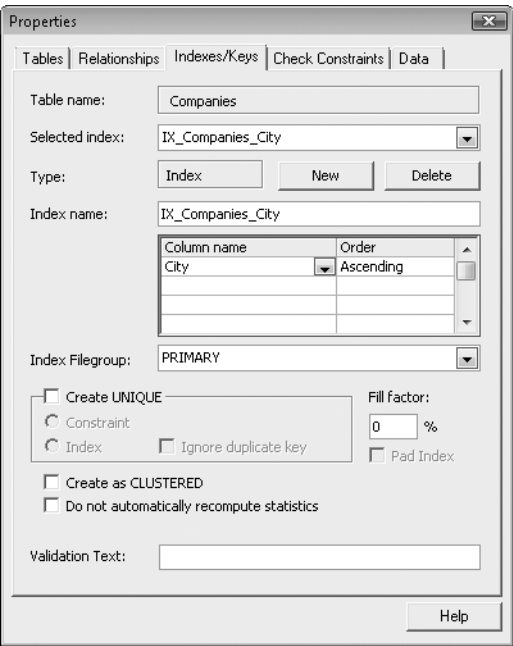 Properties
Tables Relationships Indexes/Keys Check Constraints Data
Table name: Companies
Selected index: IX_Companies_City
Type: Index New Delete
Index name: IX_Companies_City
Column name Order
City Ascending
Index Filegroup: PRIMARY
Create UNIQUE Fill factor:
Constraint 0 %
Index Ignore duplicate key Pad Index
Create as CLUSTERED
Do not automatically recompute statistics
Validation Text:
Help